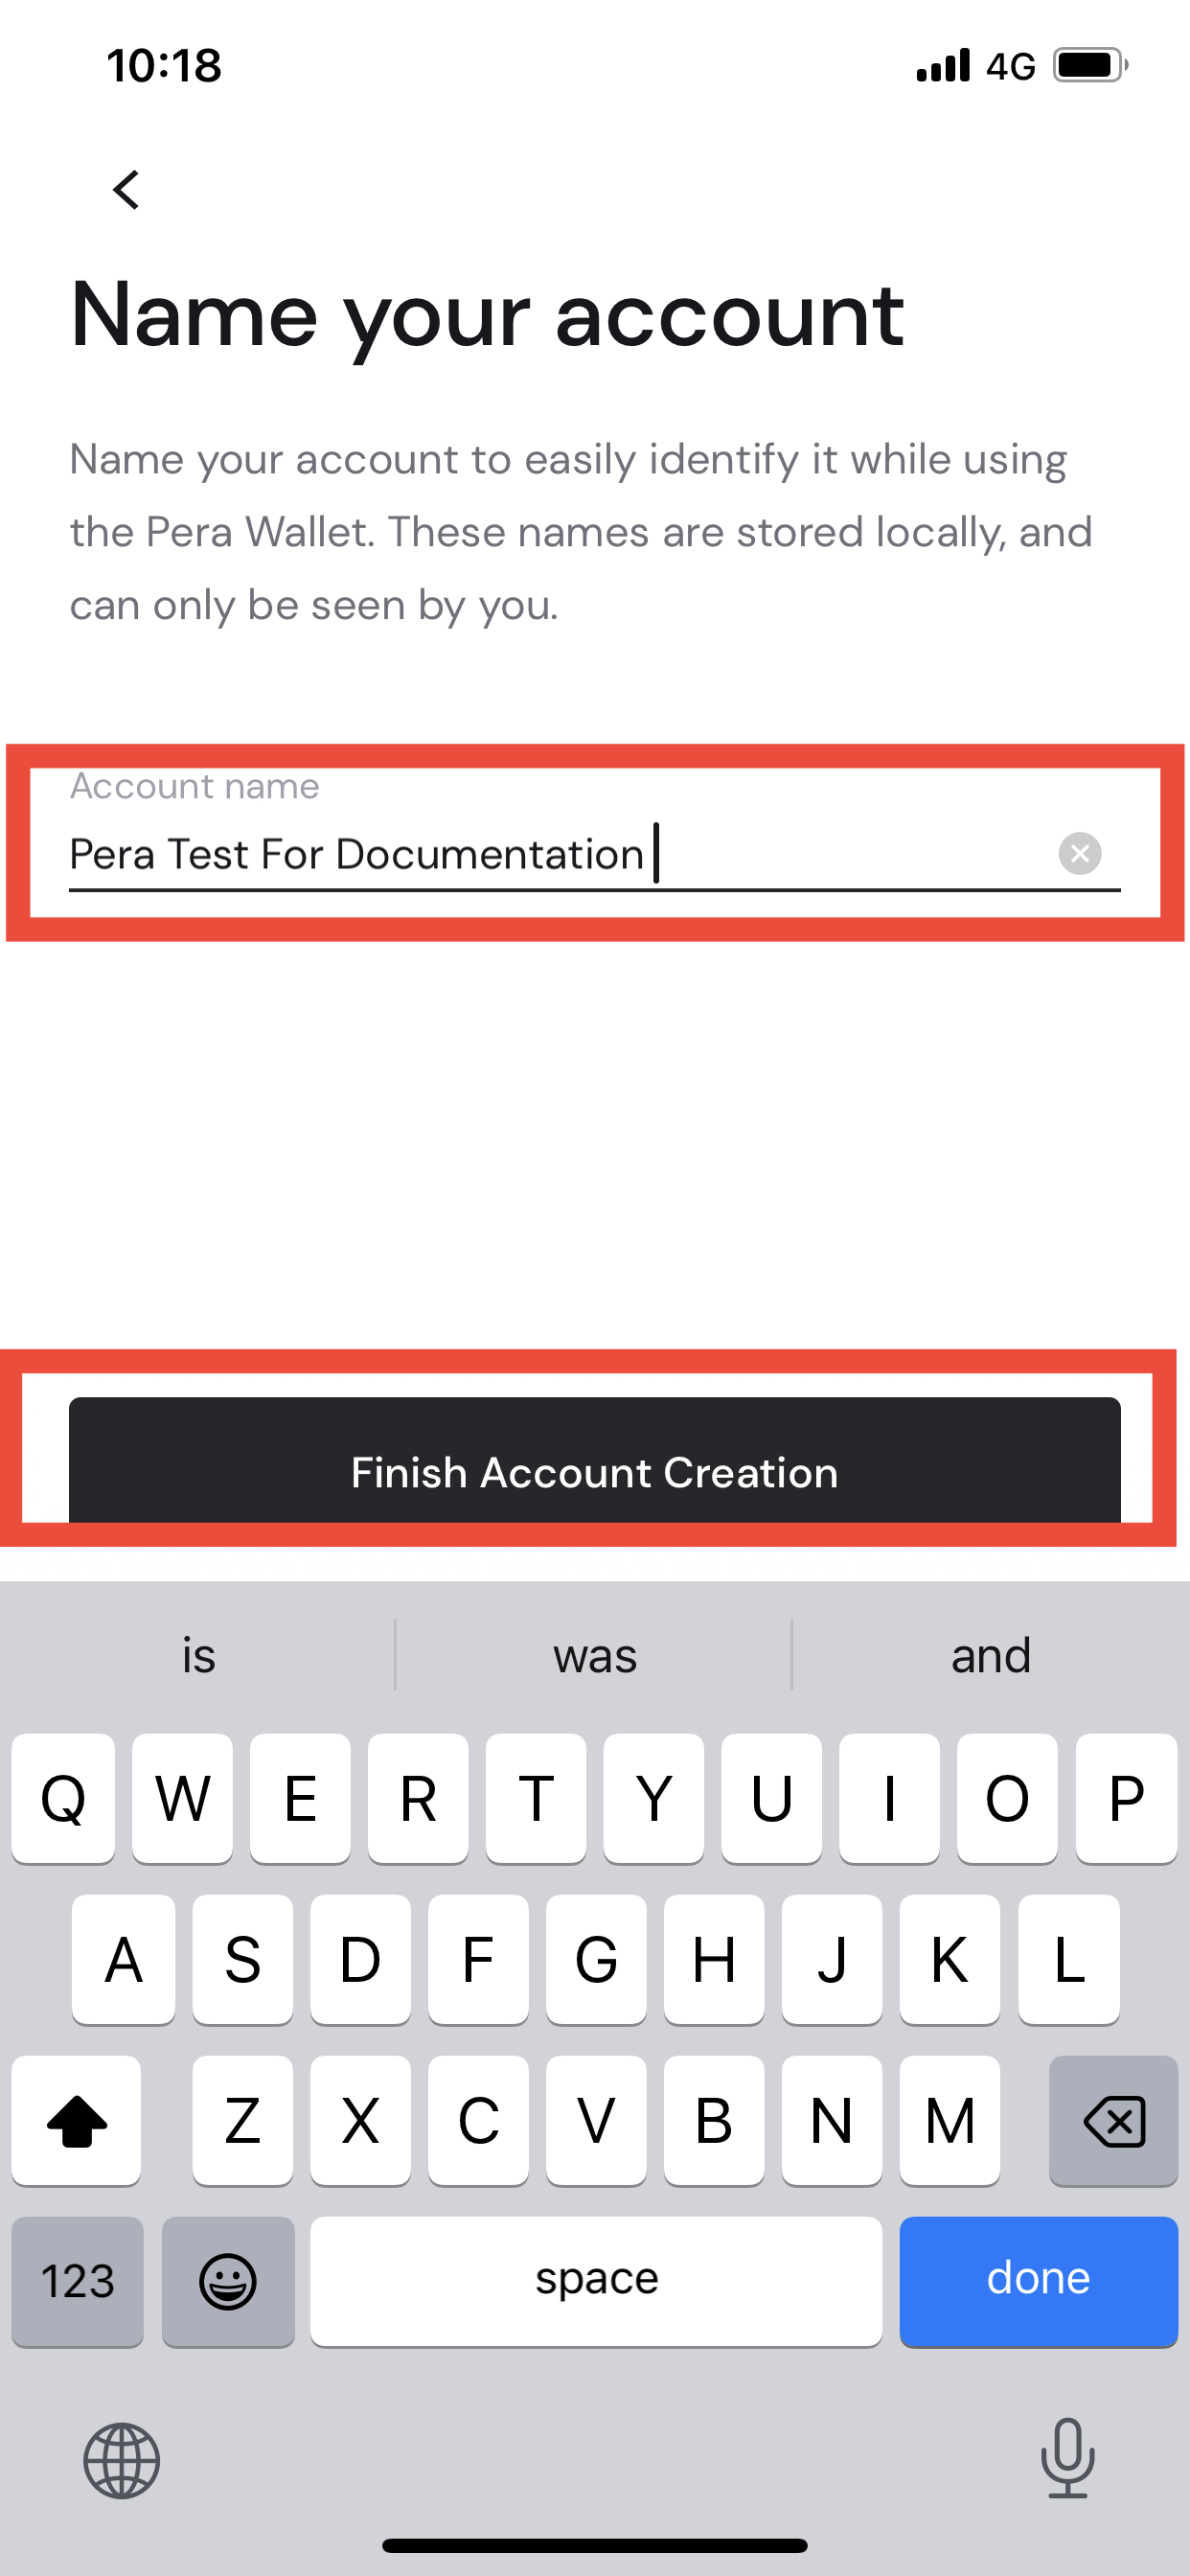 10:18 4G
Name your account
Name your account to easily identify it while using
the Pera Wallet. These names are stored locally, and
can only be seen by you.
Account name
Pera Test For Documentation
Finish Account Creation
is was and
Q W E R T Y U I O P
A S D F G H J K L
Z X C V B N M
123 space done